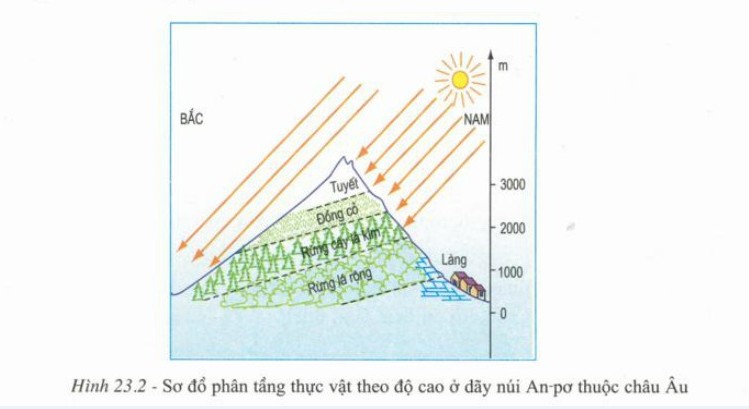 m
BẮC
NAM
3000
Tuyết
Đồng cỏ
2000
Rừng cây lá kim
Làng
1000
Rừng lá rộng
0
Hình 23.2 - Sơ đồ phân tầng thực vật theo độ cao ở dãy núi An-pơ thuộc châu Âu